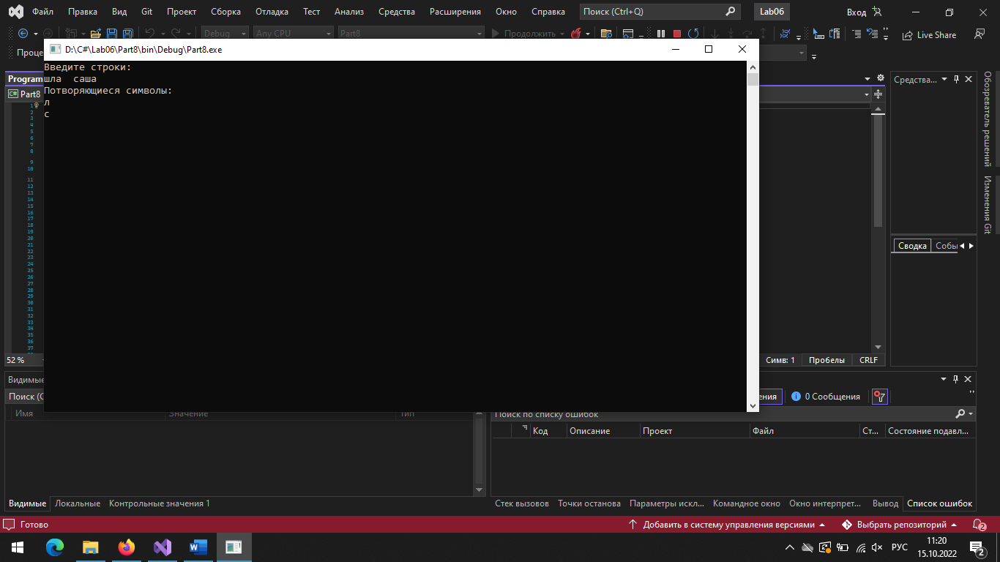 Файл Правка Вид Git Проект Сборка Отладка Тест Анализ Средства Расширения Окно Справка Поиск (Ctrl+Q) Lab06 Вход
Debug Any CPU Part8 Продолжить Live Share
D:\C#\Lab06\Part8\bin\Debug\Part8.exe
Проце
Введите строки:
шла  саша
Потворяющиеся символы:
л
с
Program
C# Part8
1
2
3
4
5
6
7
8
9
10
11
12
13
14
15
16
17
18
19
20
21
22
23
24
25
26
27
28
29
30
31
32
33
34
35
36
37
52 %
Симв: 1 Пробелы CRLF
Средства...
Сводка Собы
Обозреватель решений
Изменения Git
Видимые
Поиск (C
Имя Значение Тип
ения 0 Сообщения
Поиск по списку ошибок
Код Описание Проект Файл Ст... Состояние подавл...
Видимые Локальные Контрольные значения 1
Стек вызовов Точки останова Параметры искл... Командное окно Окно интерпрет... Вывод Список ошибок
Готово Добавить в систему управления версиями Выбрать репозиторий 2
РУС 11:20
15.10.2022 2